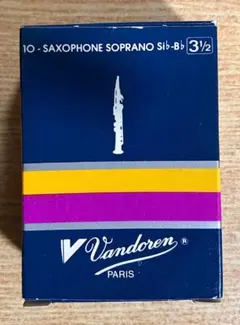 10 - SAXOPHONE SOPRANO Si♭-B♭ 3½
Vandoren®
PARIS